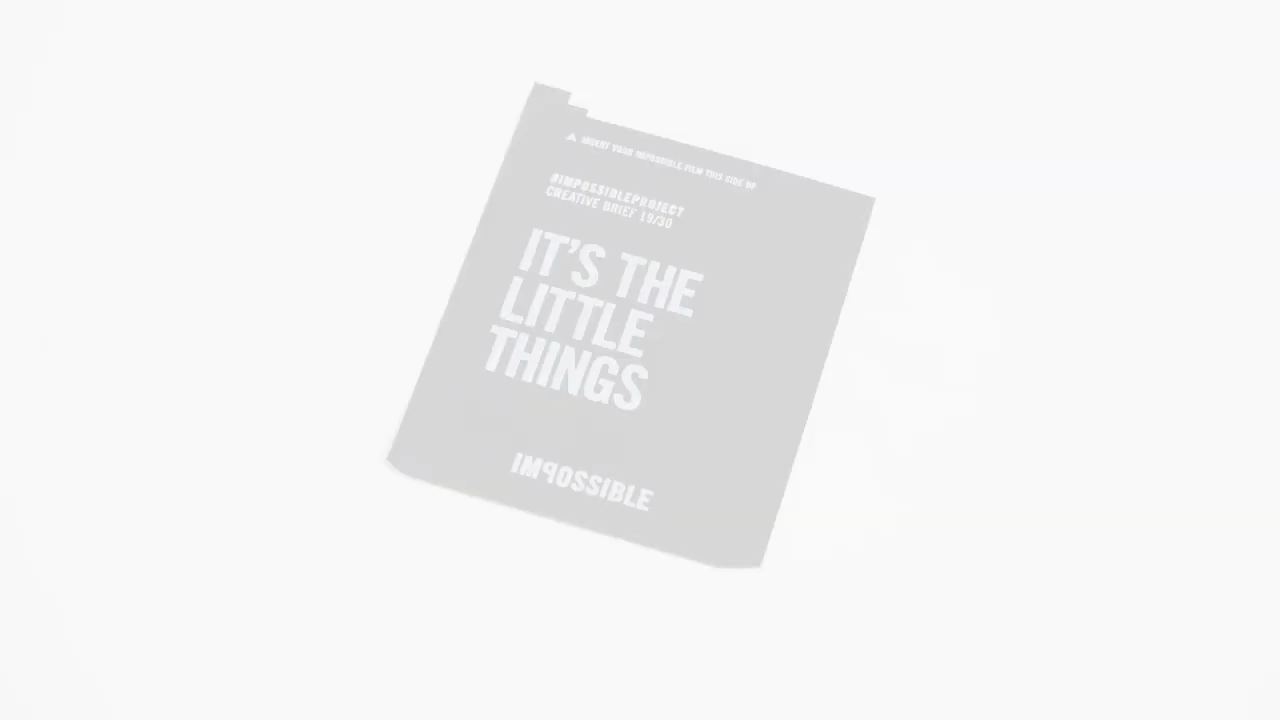 ▲ INSERT YOUR IMPOSSIBLE FILM THIS SIDE UP
#IMPOSSIBLEPROJECT
CREATIVE BRIEF 19/30
IT'S THE
LITTLE
THINGS
IMPOSSIBLE